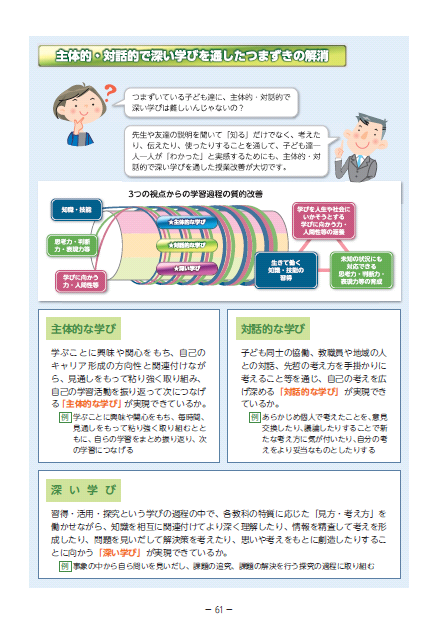 主体的・対話的で深い学びを通したつまずきの解消
つまずいている子ども達に、主体的・対話的で
深い学びは難しいんじゃないの？
先生や友達の説明を聞いて「知る」だけでなく、考えた
り、伝えたり、使ったりすることを通して、子ども達一
人一人が「わかった」と実感するためにも、主体的・対
話的で深い学びを通した授業改善が大切です。
3つの視点からの学習過程の質的改善
知識・技能
思考力・判断
力・表現力等
学びに向かう
力・人間性等
★主体的な学び
★対話的な学び
★深い学び
学びを人生や社会に
いかそうとする
学びに向かう力・
人間性等の涵養
生きて働く
知識・技能の
習得
未知の状況にも
対応できる
思考力・判断力・
表現力等の育成
主体的な学び
学ぶことに興味や関心をもち、自己の
キャリア形成の方向性と関連付けなが
ら、見通しをもって粘り強く取り組み、
自己の学習活動を振り返って次につなげ
る「主体的な学び」が実現できているか。
例 学ぶことに興味や関心をもち、毎時間、
見通しをもって粘り強く取り組むとと
もに、自らの学習をまとめ振り返り、次
の学習につなげる
対話的な学び
子ども同士の協働、教職員や地域の人
との対話、先哲の考え方を手掛かりに
考えること等を通じ、自己の考えを広
げ深める「対話的な学び」が実現でき
ているか。
例 あらかじめ個人で考えたことを、意見
交換したり、議論したりすることで新
たな考え方に気が付いたり、自分の考
えをより妥当なものとしたりする
深い学び
習得・活用・探究という学びの過程の中で、各教科の特質に応じた「見方・考え方」を
働かせながら、知識を相互に関連付けてより深く理解したり、情報を精査して考えを形
成したり、問題を見いだして解決策を考えたり、思いや考えをもとに創造したりするこ
とに向かう「深い学び」が実現できているか。
例 事象の中から自ら問いを見いだし、課題の追究、課題の解決を行う探究の過程に取り組む
－ 61 －